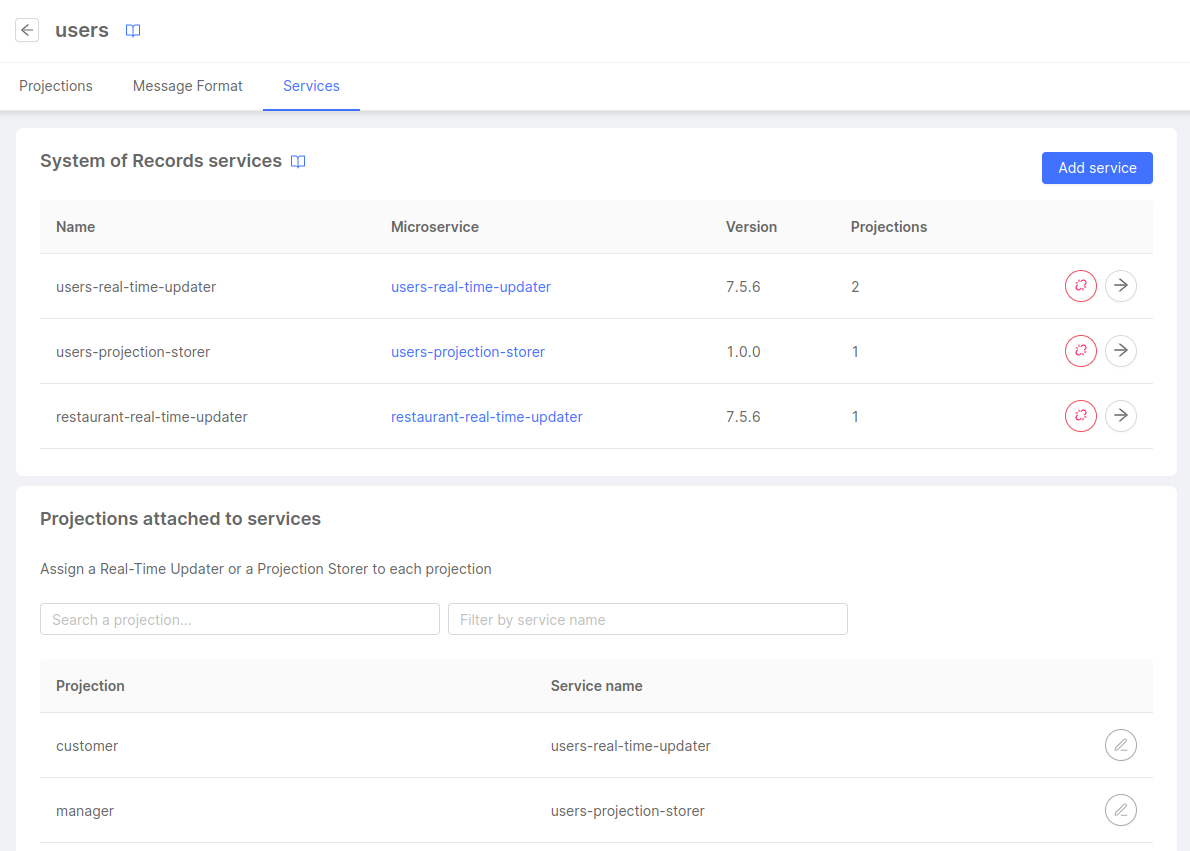 users
Projections Message Format Services
System of Records services
Add service
Name Microservice Version Projections
users-real-time-updater users-real-time-updater 7.5.6 2
users-projection-storer users-projection-storer 1.0.0 1
restaurant-real-time-updater restaurant-real-time-updater 7.5.6 1
Projections attached to services
Assign a Real-Time Updater or a Projection Storer to each projection
Search a projection... Filter by service name
Projection Service name
customer users-real-time-updater
manager users-projection-storer